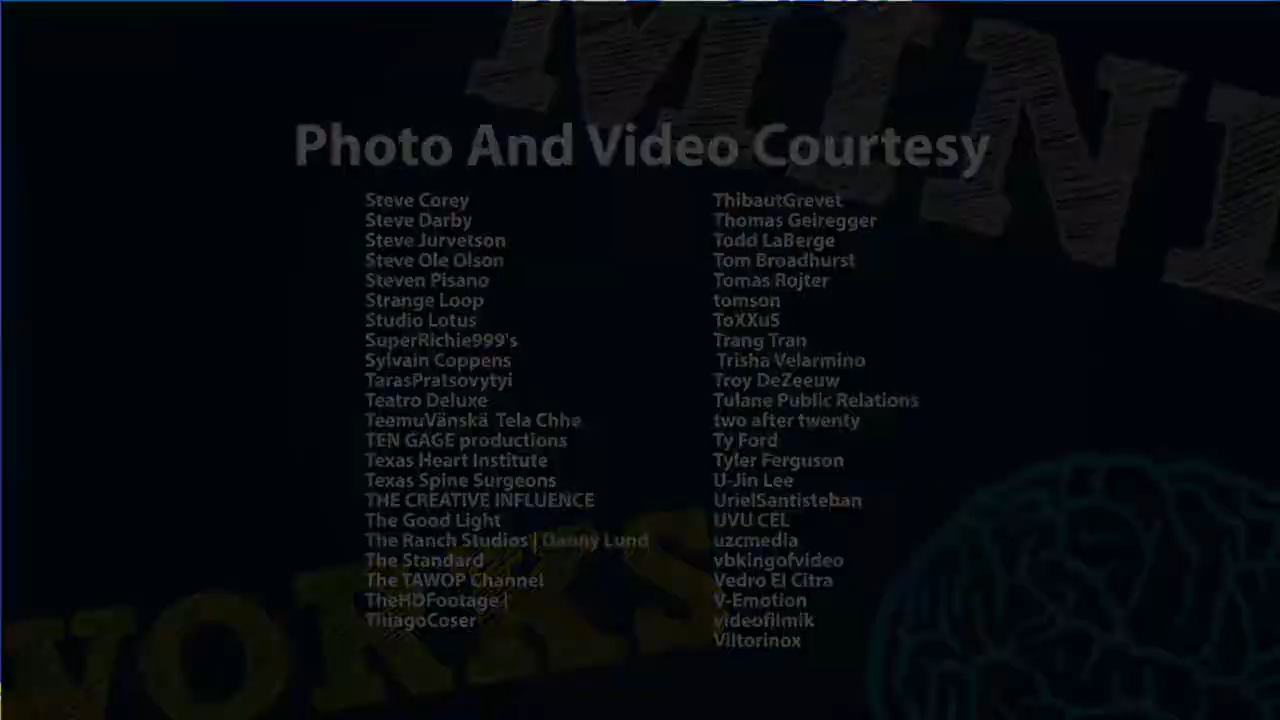 MINI
Photo And Video Courtesy
Steve Corey
Steve Darby
Steve Jurvetson
Steve Ole Olson
Steven Pisano
Strange Loop
Studio Lotus
SuperRichie999's
Sylvain Coppens
TarasPratsovytyi
Teatro Deluxe
TeemuVänskä Tela Chhe
TEN GAGE productions
Texas Heart Institute
Texas Spine Surgeons
THE CREATIVE INFLUENCE
The Good Light
The Ranch Studios | Danny Lund
The Standard
The TAWOP Channel
TheHDFootage |
ThiagoCoser
ThibautGrevet
Thomas Geiregger
Todd LaBerge
Tom Broadhurst
Tomas Rojter
tomson
ToXXu5
Trang Tran
Trisha Velarmino
Troy DeZeeuw
Tulane Public Relations
two after twenty
Ty Ford
Tyler Ferguson
U-Jin Lee
UrielSantisteban
UVU CEL
uzcmedia
vbkingofvideo
Vedro El Citra
V-Emotion
videofilmik
Viltorinox
WORKS